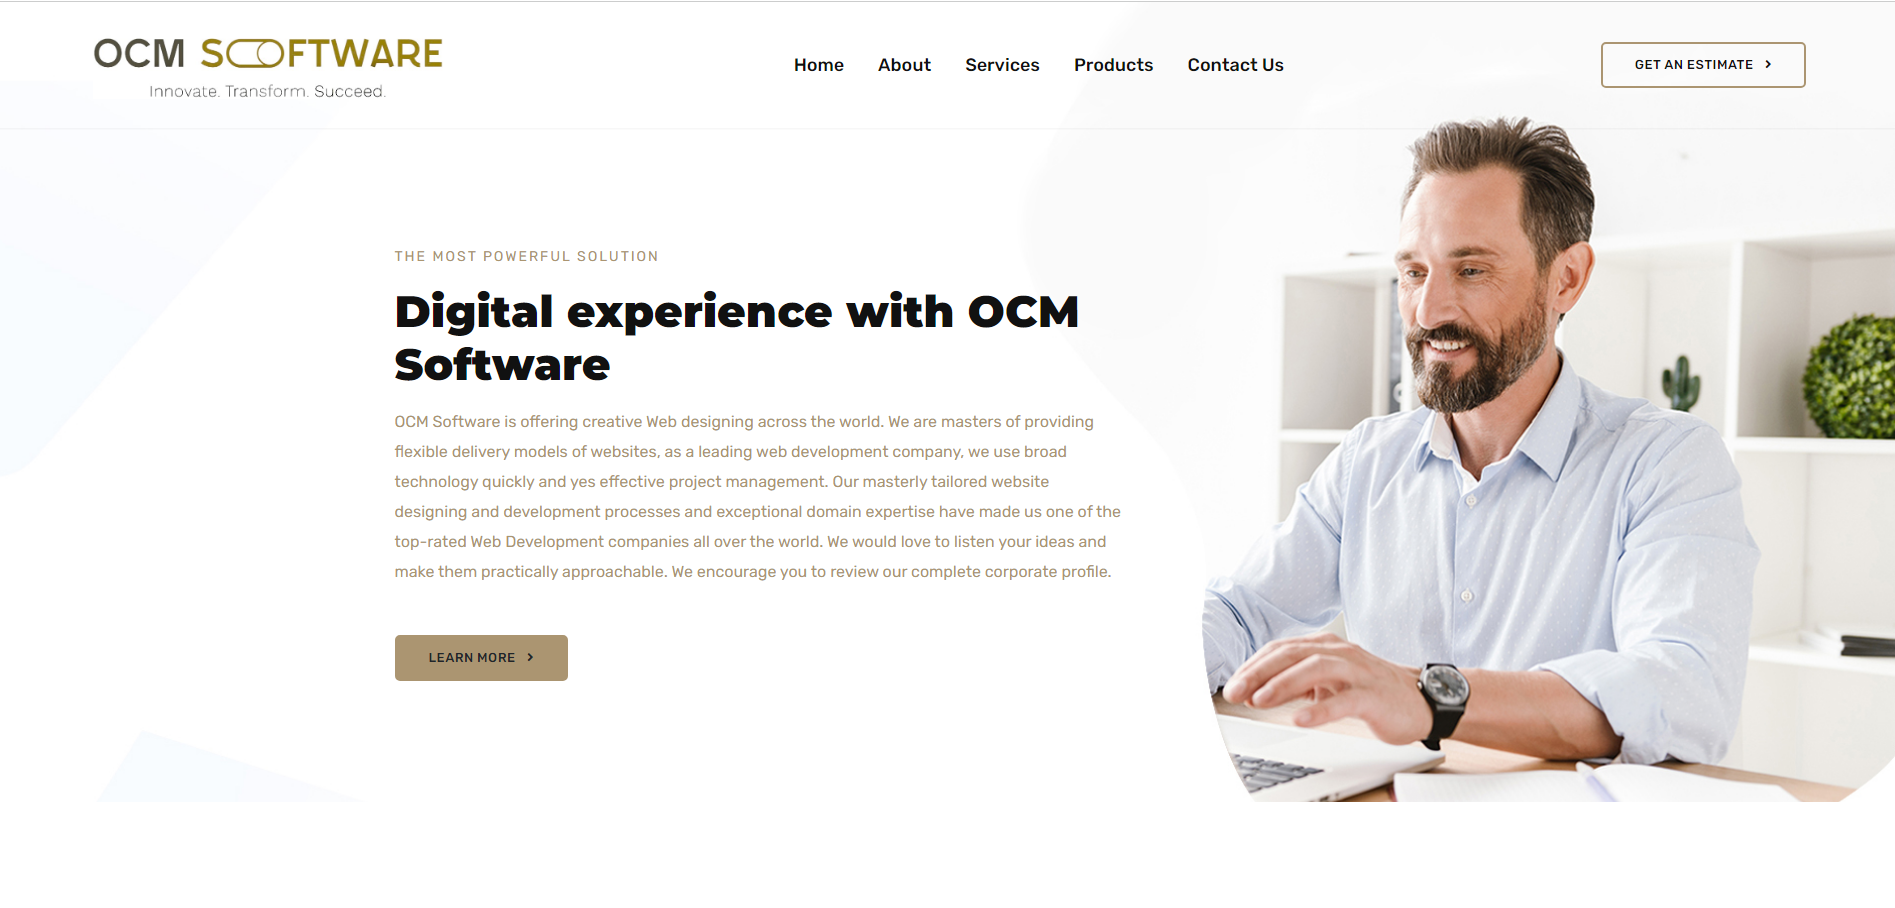 OCM SOOFTWARE
Innovate. Transform. Succeed.
Home About Services Products Contact Us
GET AN ESTIMATE
THE MOST POWERFUL SOLUTION
Digital experience with OCM
Software
OCM Software is offering creative Web designing across the world. We are masters of providing
flexible delivery models of websites, as a leading web development company, we use broad
technology quickly and yes effective project management. Our masterly tailored website
designing and development processes and exceptional domain expertise have made us one of the
top-rated Web Development companies all over the world. We would love to listen your ideas and
make them practically approachable. We encourage you to review our complete corporate profile.
LEARN MORE